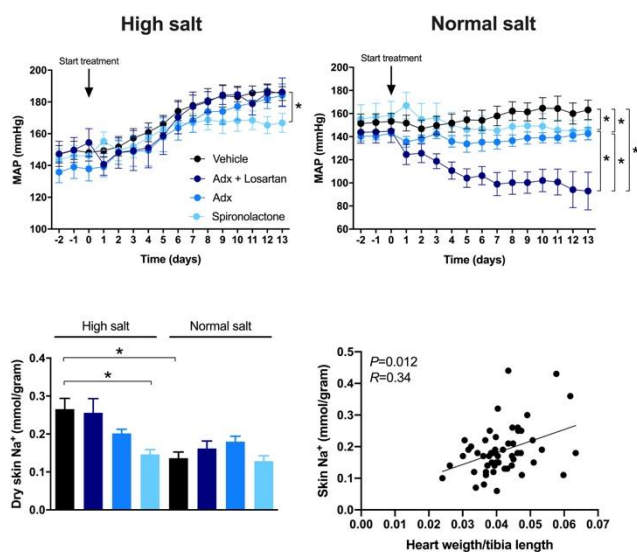 High salt
Normal salt
Start treatment
Start treatment
MAP (mmHg)
200
180
160
140
120
100
*
Vehicle
Adx + Losartan
Adx
Spironolactone
-2 -1 0 1 2 3 4 5 6 7 8 9 10 11 12 13
Time (days)
MAP (mmHg)
200
180
160
140
120
100
80
60
* * *
* *
-2 -1 0 1 2 3 4 5 6 7 8 9 10 11 12 13
Time (days)
High salt Normal salt
Dry skin Na+ (mmol/gram)
0.4
0.3
0.2
0.1
0.0
*
*
Skin Na+ (mmol/gram)
0.5
0.4
0.3
0.2
0.1
0.0
P=0.012
R=0.34
0.00 0.01 0.02 0.03 0.04 0.05 0.06 0.07
Heart weigth/tibia length